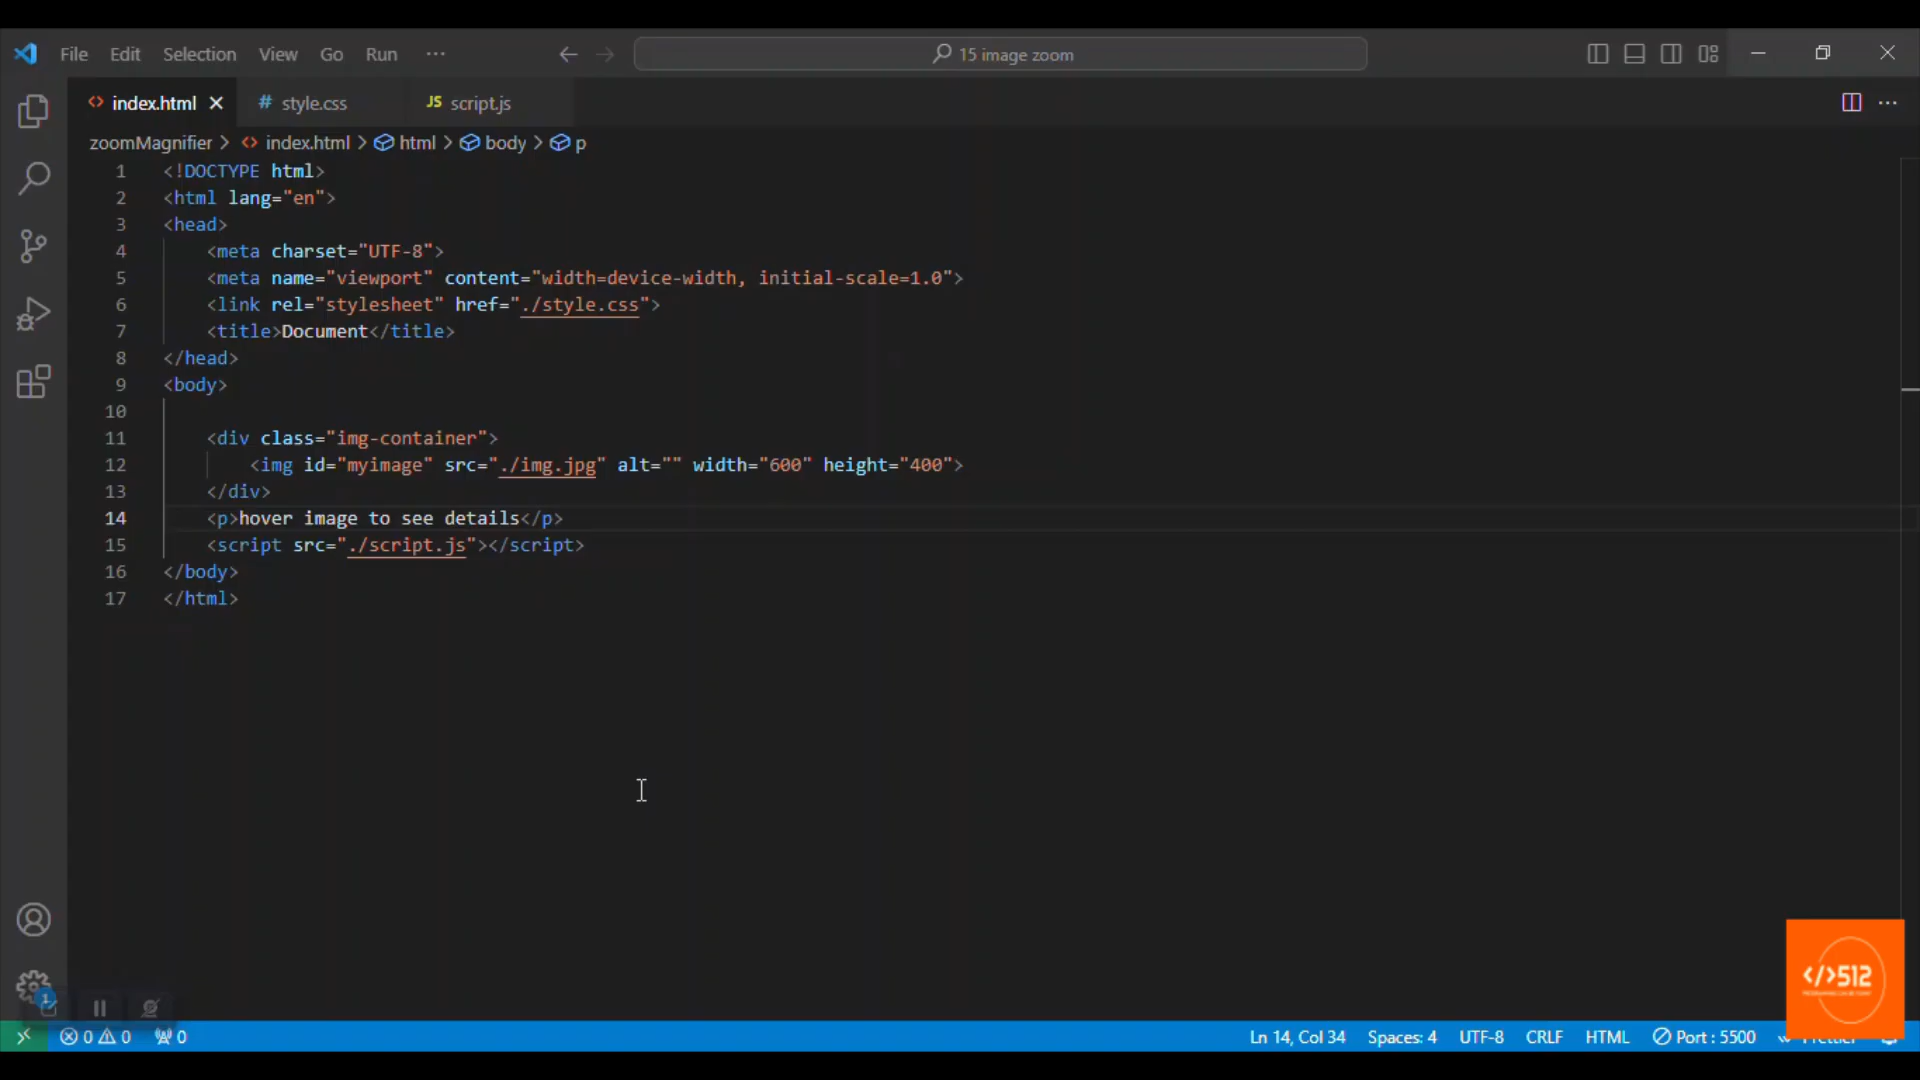 File Edit Selection View Go Run ··· 15 image zoom
index.html # style.css JS script.js
zoomMagnifier > index.html > html > body > p
1 <!DOCTYPE html>
2 <html lang="en">
3 <head>
4 <meta charset="UTF-8">
5 <meta name="viewport" content="width=device-width, initial-scale=1.0">
6 <link rel="stylesheet" href="./style.css">
7 <title>Document</title>
8 </head>
9 <body>
10
11 <div class="img-container">
12 <img id="myimage" src="./img.jpg" alt="" width="600" height="400">
13 </div>
14 <p>hover image to see details</p>
15 <script src="./script.js"></script>
16 </body>
17 </html>
1
</>512
0 0 0 Ln 14, Col 34 Spaces: 4 UTF-8 CRLF HTML Port : 5500